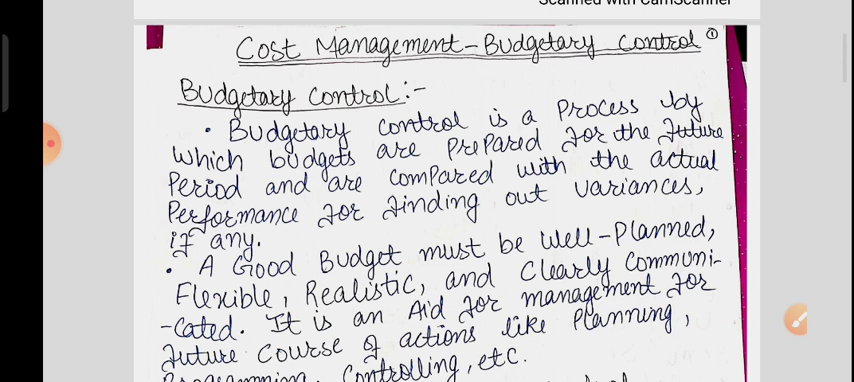 Scanned with CamScanner
Cost Management-Budgetary Control ①
Budgetary Control:-
• Budgetary control is a Process by
which budgets are prepared for the future
Period and are compared with the actual
Performance for finding out variances,
if any.
• A Good Budget must be Well-Planned,
Flexible, Realistic, and Clearly Communi-
-cated. It is an Aid for management for
future course of actions like Planning,
Programming, Controlling, etc.